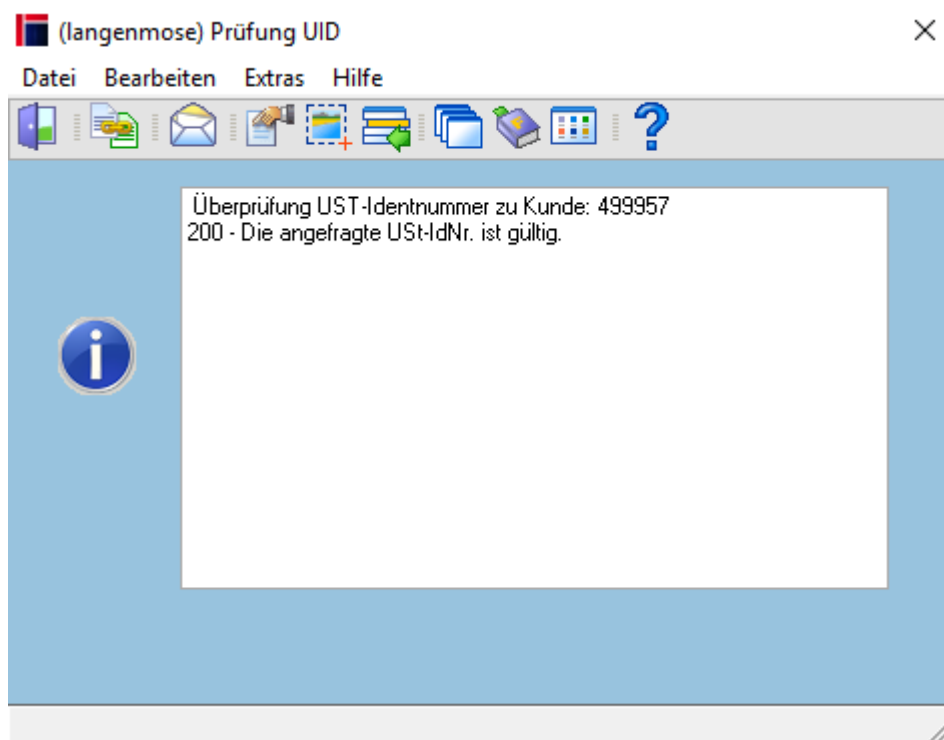 (langenmose) Prüfung UID
Datei Bearbeiten Extras Hilfe
Überprüfung UST-Identnummer zu Kunde: 499957
200 - Die angefragte USt-IdNr. ist gültig.